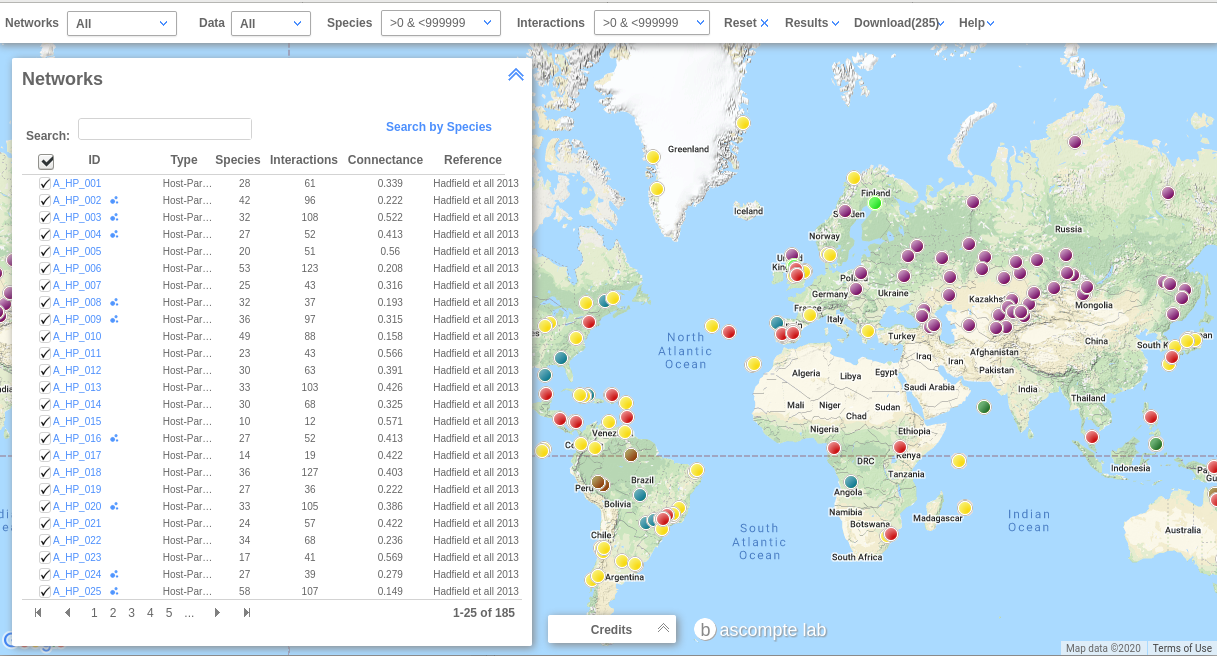 Networks All Data All Species >0 & <999999 Interactions >0 & <999999 Reset Results Download(285) Help
Networks
Search: Search by Species
ID Type Species Interactions Connectance Reference
A_HP_001 Host-Par... 28 61 0.339 Hadfield et all 2013
A_HP_002 Host-Par... 42 96 0.222 Hadfield et all 2013
A_HP_003 Host-Par... 32 108 0.522 Hadfield et all 2013
A_HP_004 Host-Par... 27 52 0.413 Hadfield et all 2013
A_HP_005 Host-Par... 20 51 0.56 Hadfield et all 2013
A_HP_006 Host-Par... 53 123 0.208 Hadfield et all 2013
A_HP_007 Host-Par... 25 43 0.316 Hadfield et all 2013
A_HP_008 Host-Par... 32 37 0.193 Hadfield et all 2013
A_HP_009 Host-Par... 36 97 0.315 Hadfield et all 2013
A_HP_010 Host-Par... 49 88 0.158 Hadfield et all 2013
A_HP_011 Host-Par... 23 43 0.566 Hadfield et all 2013
A_HP_012 Host-Par... 30 63 0.391 Hadfield et all 2013
A_HP_013 Host-Par... 33 103 0.426 Hadfield et all 2013
A_HP_014 Host-Par... 30 68 0.325 Hadfield et all 2013
A_HP_015 Host-Par... 10 12 0.571 Hadfield et all 2013
A_HP_016 Host-Par... 27 52 0.413 Hadfield et all 2013
A_HP_017 Host-Par... 14 19 0.422 Hadfield et all 2013
A_HP_018 Host-Par... 36 127 0.403 Hadfield et all 2013
A_HP_019 Host-Par... 27 36 0.222 Hadfield et all 2013
A_HP_020 Host-Par... 33 105 0.386 Hadfield et all 2013
A_HP_021 Host-Par... 24 57 0.422 Hadfield et all 2013
A_HP_022 Host-Par... 34 68 0.236 Hadfield et all 2013
A_HP_023 Host-Par... 17 41 0.569 Hadfield et all 2013
A_HP_024 Host-Par... 27 39 0.279 Hadfield et all 2013
A_HP_025 Host-Par... 58 107 0.149 Hadfield et all 2013
1 2 3 4 5 ... 1-25 of 185
Greenland
Iceland
Finland
Norway
Russia
Germany
Ukraine
France
Italy
Mongolia
Turkey
China
North
Atlantic
Ocean
Iraq
Iran
Afghanistan
Pakistan
Algeria
Libya
Egypt
Saudi Arabia
India
Thailand
Mali
Niger
Chad
Sudan
Nigeria
Ethiopia
DRC
Kenya
Tanzania
Angola
Namibia
Botswana
Madagascar
South Africa
Indonesia
Australia
Brazil
Peru
Bolivia
Chile
Argentina
South
Atlantic
Ocean
Indian
Ocean
Credits
b ascompte lab
Map data ©2020 Terms of Use